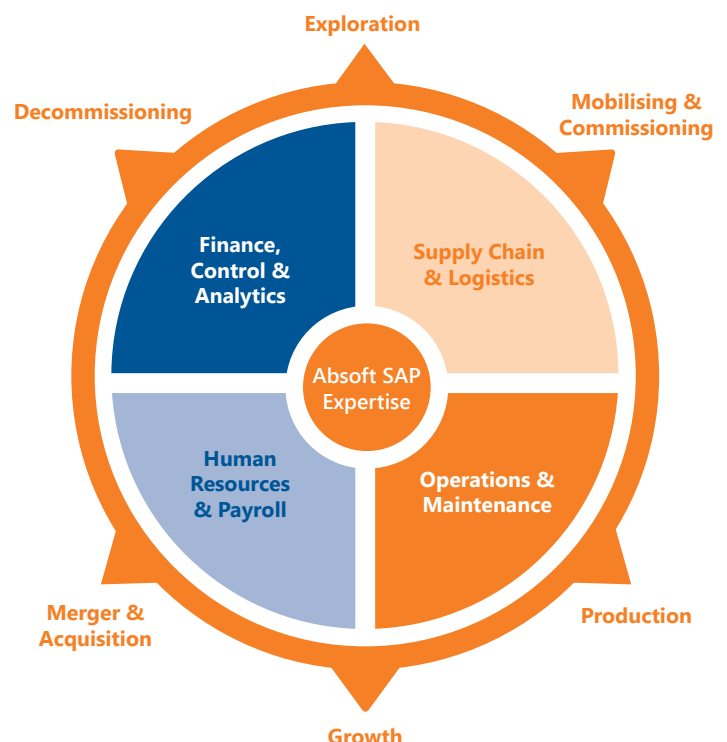 Exploration
Decommissioning
Mobilising &
Commissioning
Finance,
Control &
Analytics
Supply Chain
& Logistics
Absoft SAP
Expertise
Human
Resources
& Payroll
Operations &
Maintenance
Merger &
Acquisition
Production
Growth